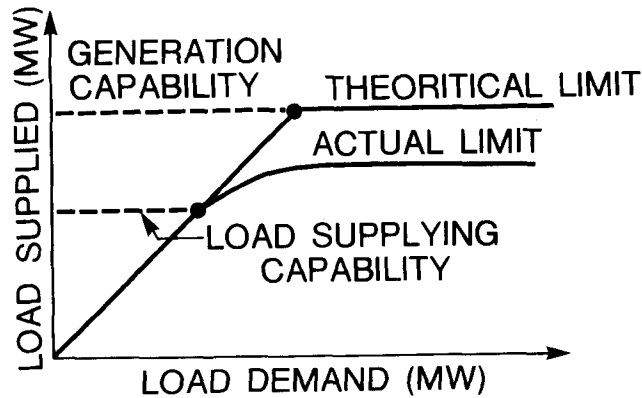 GENERATION
CAPABILITY
THEORITICAL LIMIT
ACTUAL LIMIT
LOAD SUPPLYING
CAPABILITY
LOAD SUPPLIED (MW)
LOAD DEMAND (MW)